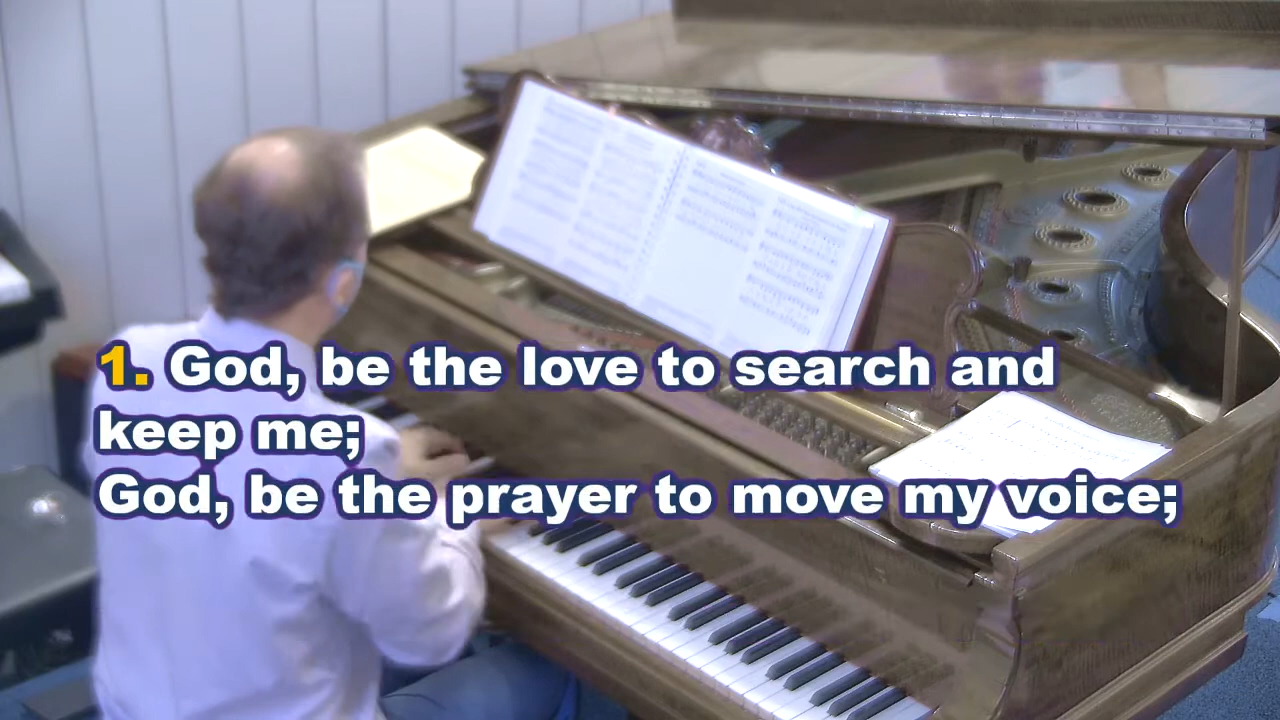 1. God, be the love to search and
keep me;
God, be the prayer to move my voice;